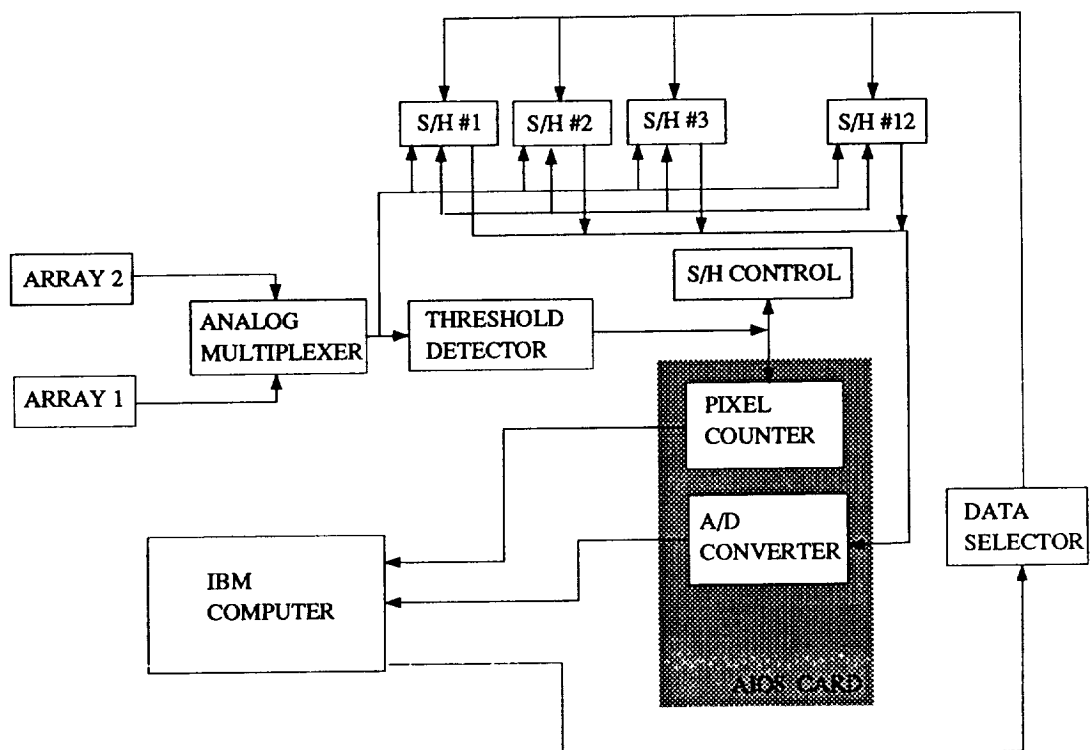 S/H #1
S/H #2
S/H #3
S/H #12
S/H CONTROL
ARRAY 2
ANALOG
MULTIPLEXER
THRESHOLD
DETECTOR
ARRAY 1
PIXEL
COUNTER
A/D
CONVERTER
DATA
SELECTOR
IBM
COMPUTER
AIO8 CARD